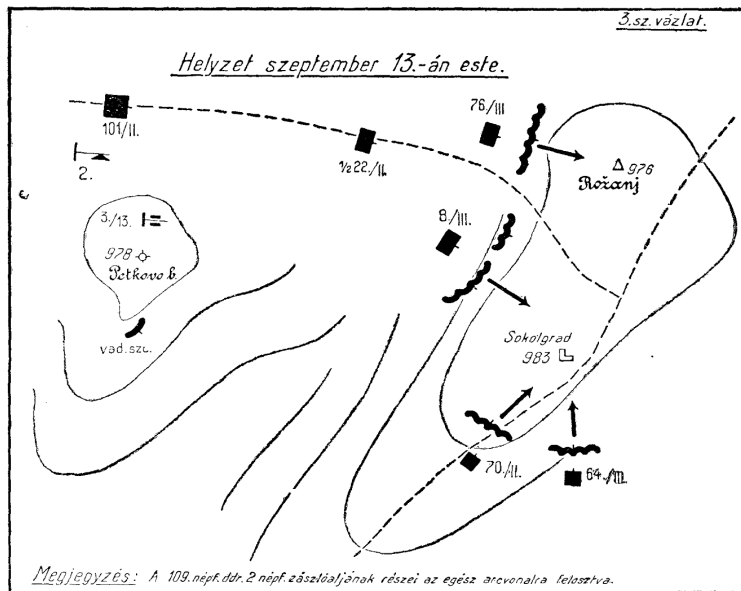 3.sz.vázlat.
Helyzet szeptember 13.-án este.
101/II.
76./III
½22./II.
2.
△ 976
Rožanj
3./13.
8/III.
978
Petkovo b.
vad.szt.
Sokolgrad
983
70./II.
64./III.
Megjegyzés: A 109.népf.ddr. 2 népf.zászlóaljának részei az egész arcvonalra felosztva.